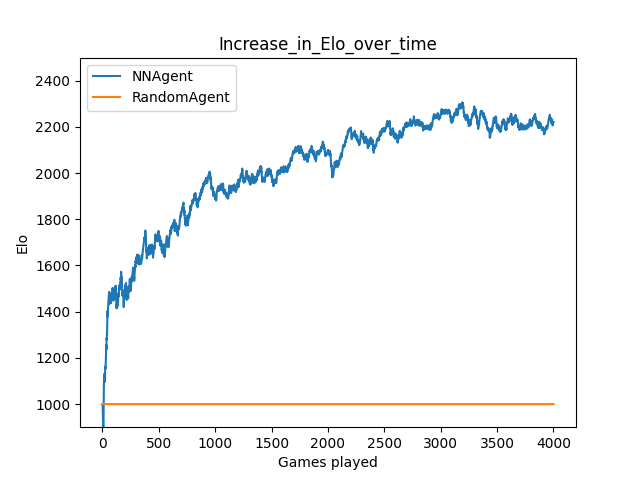 Increase_in_Elo_over_time
NNAgent
RandomAgent
2400
2200
2000
1800
1600
1400
1200
1000
Elo
0 500 1000 1500 2000 2500 3000 3500 4000
Games played